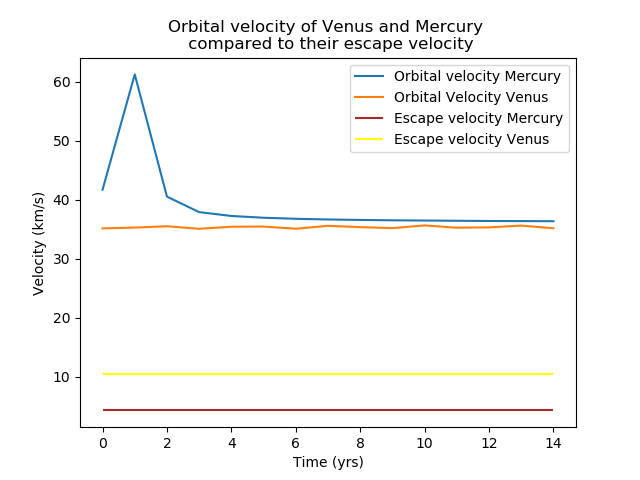 Orbital velocity of Venus and Mercury
compared to their escape velocity
Orbital velocity Mercury
Orbital Velocity Venus
Escape velocity Mercury
Escape velocity Venus
Velocity (km/s)
60
50
40
30
20
10
0 2 4 6 8 10 12 14
Time (yrs)